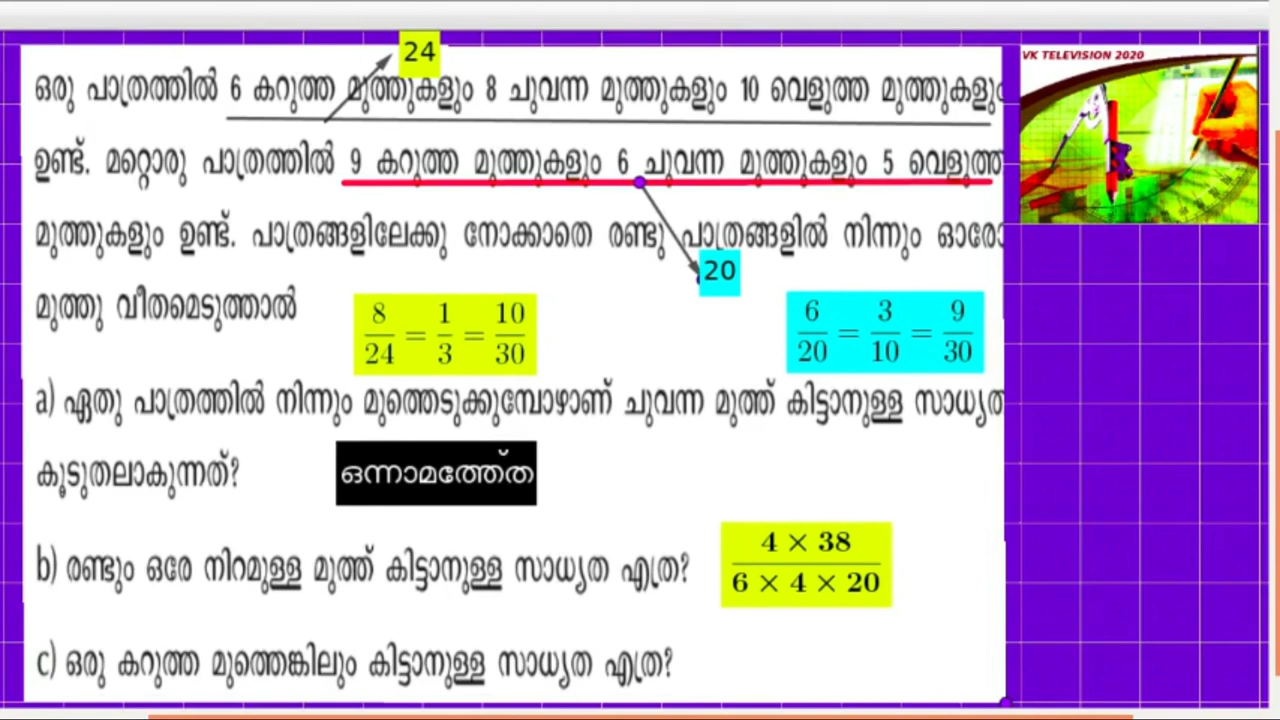 24
VK TELEVISION 2020
ഒരു പാത്രത്തിൽ 6 കറുത്ത മുത്തുകളും 8 ചുവന്ന മുത്തുകളും 10 വെളുത്ത
ഉണ്ട്. മറ്റൊരു പാത്രത്തിൽ 9 കറുത്ത മുത്തുകളും 6 ചുവന്ന മുത്തുകളും 5
മുത്തുകളും ഉണ്ട്. പാത്രങ്ങളിലേക്കു നോക്കാതെ രണ്ടു പാത്രങ്ങളിൽ നിന്നും
20
മുത്തു വീതമെടുത്താൽ
8/24 = 1/3 = 10/30
6/20 = 3/10 = 9/30
a) ഏതു പാത്രത്തിൽ നിന്നും മുത്തെടുക്കുമ്പോഴാണ് ചുവന്ന മുത്ത് കിട്ടാനുള്ള
കൂടുതലാകുന്നത്?
ഒന്നാമത്തേ്ത
b) രണ്ടും ഒരേ നിറമുള്ള മുത്ത് കിട്ടാനുള്ള സാധ്യത എത്ര?
4 × 38
6 × 4 × 20
c) ഒരു കറുത്ത മുത്തെങ്കിലും കിട്ടാനുള്ള സാധ്യത എത്ര?